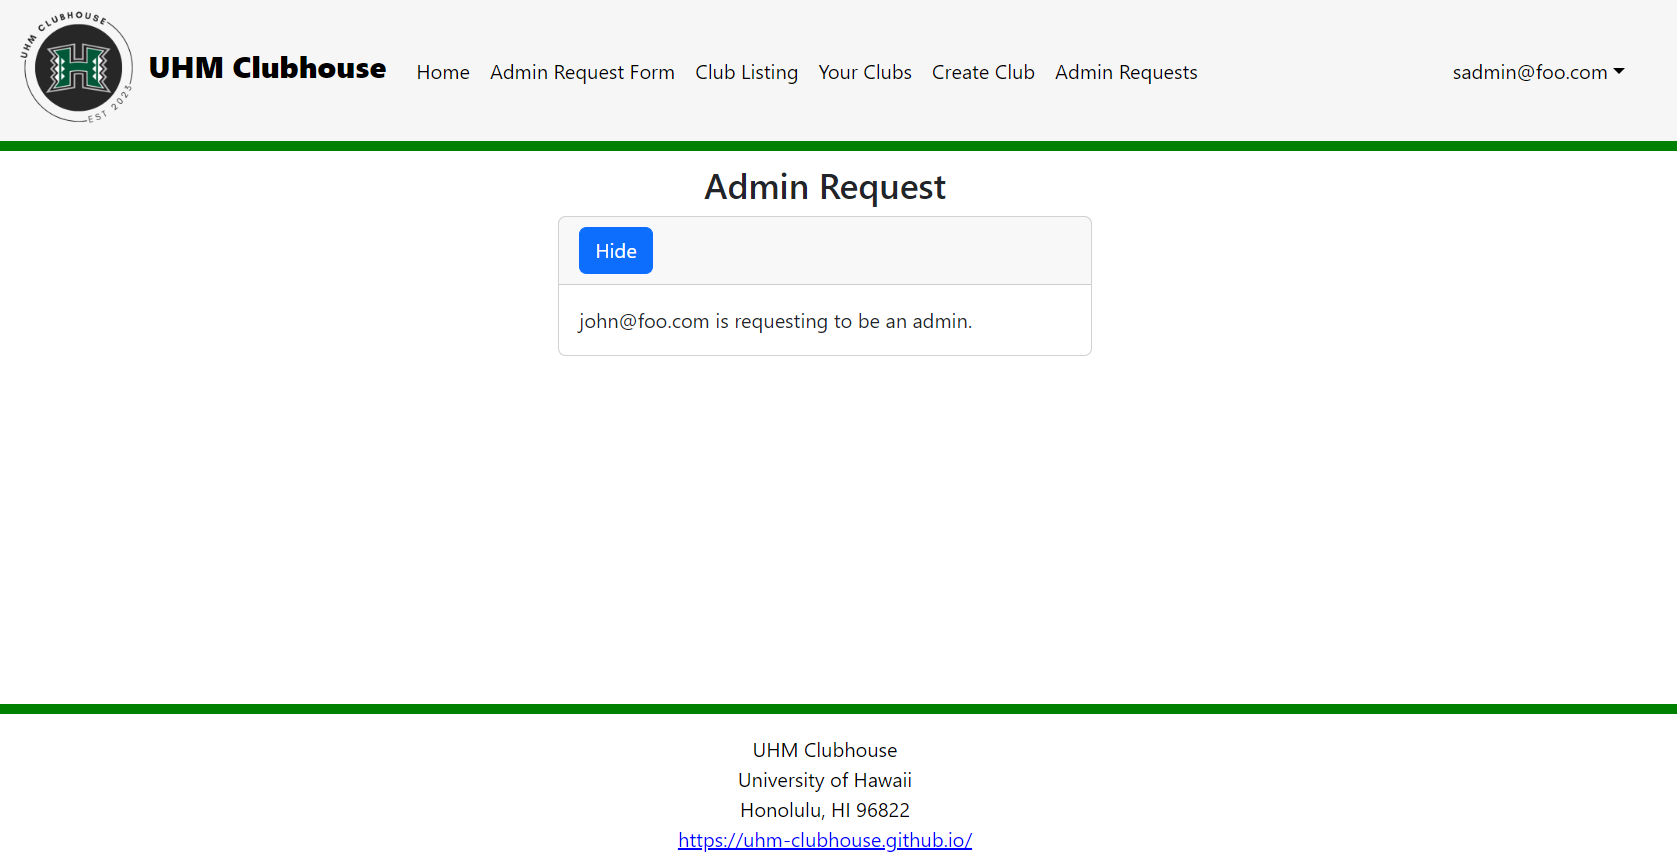 UHM CLUBHOUSE
EST 2023
UHM Clubhouse
Home Admin Request Form Club Listing Your Clubs Create Club Admin Requests sadmin@foo.com
Admin Request
Hide
john@foo.com is requesting to be an admin.
UHM Clubhouse
University of Hawaii
Honolulu, HI 96822
https://uhm-clubhouse.github.io/